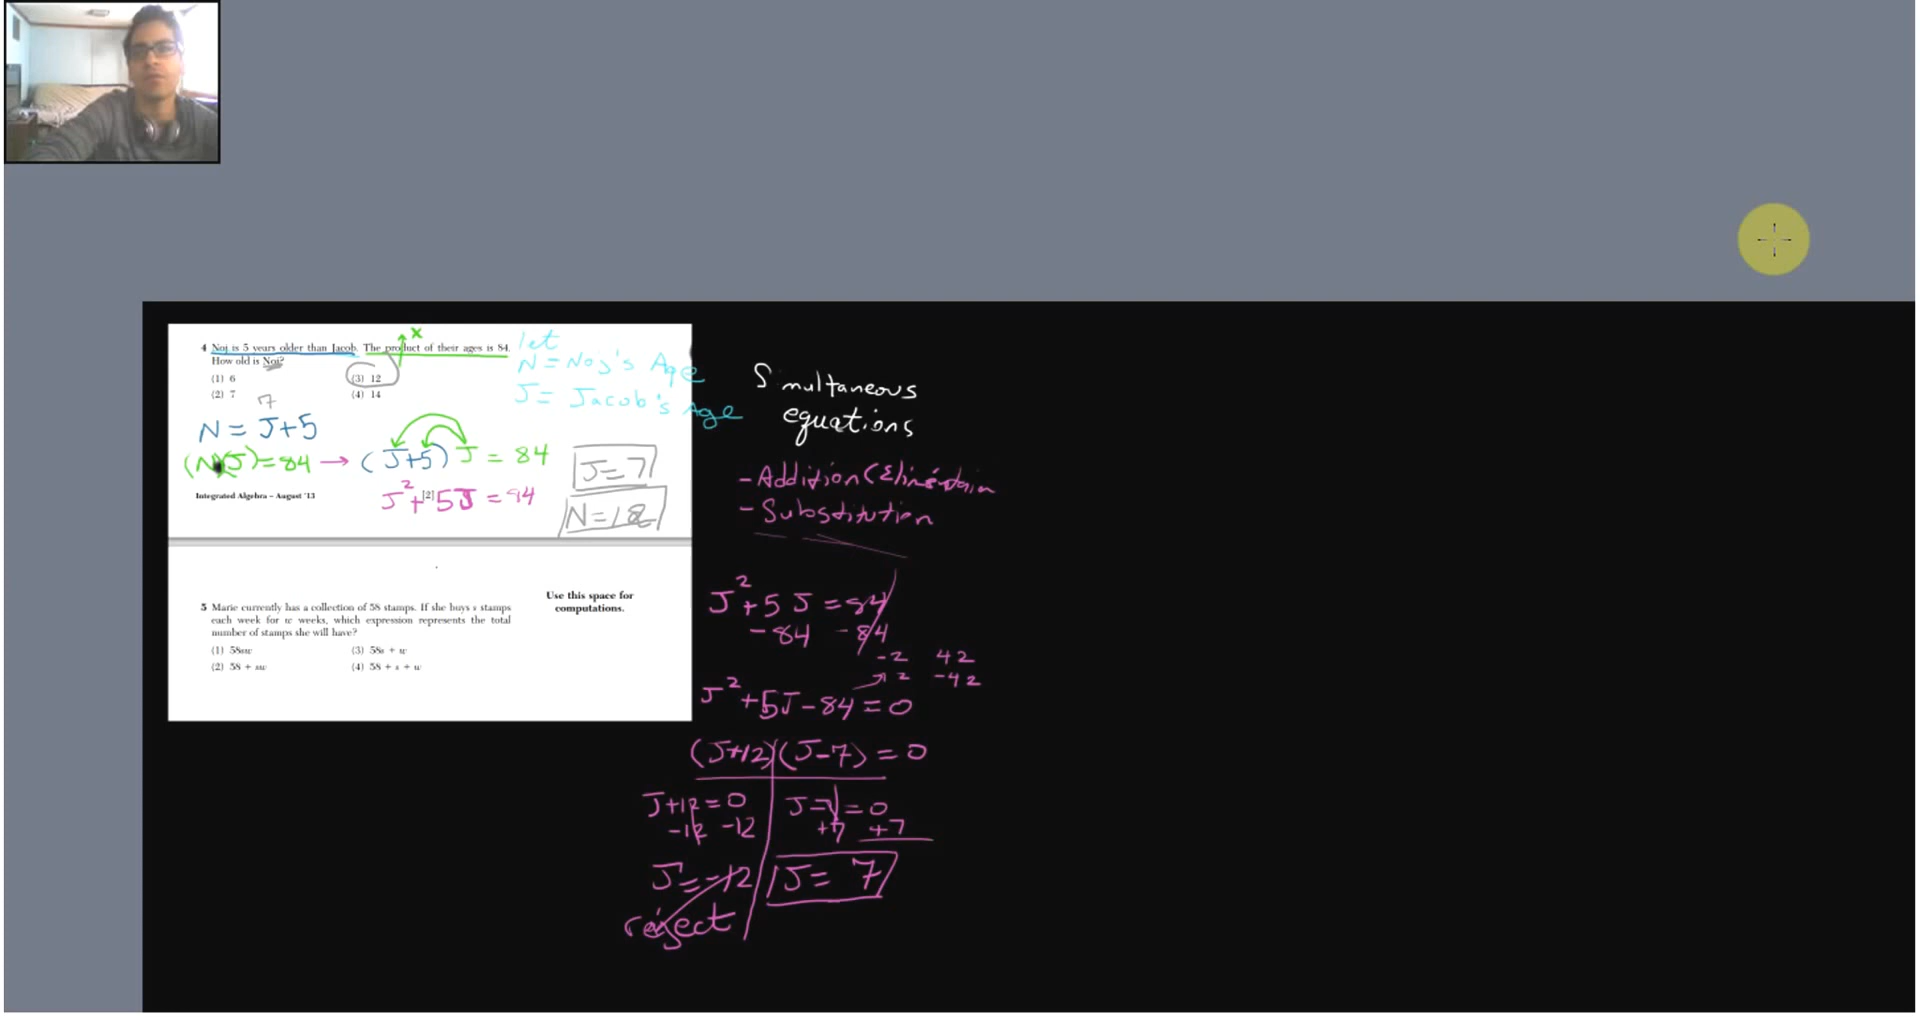 4 Noj is 5 years older than Jacob. The product of their ages is 84.
How old is Noj?
(1) 6 (3) 12
(2) 7 (4) 14
x
let
N = Noj's Age
J = Jacob's Age
7
N = J+5
(N)(J) = 84 → (J+5) J = 84
J² + 5J = 84
J = 7
N = 12
Integrated Algebra – August '13 [2]
Use this space for
computations.
5 Marie currently has a collection of 58 stamps. If she buys s stamps
each week for w weeks, which expression represents the total
number of stamps she will have?
(1) 58sw (3) 58s + w
(2) 58 + sw (4) 58 + s + w
Simultaneous
equations
- Addition (
- Substitution
J² + 5J = 84
- 84 - 84
-2 42
2 -42
J² + 5J - 84 = 0
(J+12)(J-7) = 0
J+12 = 0 J-7 = 0
-12 -12 +7 +7
J = -12 J = 7
reject